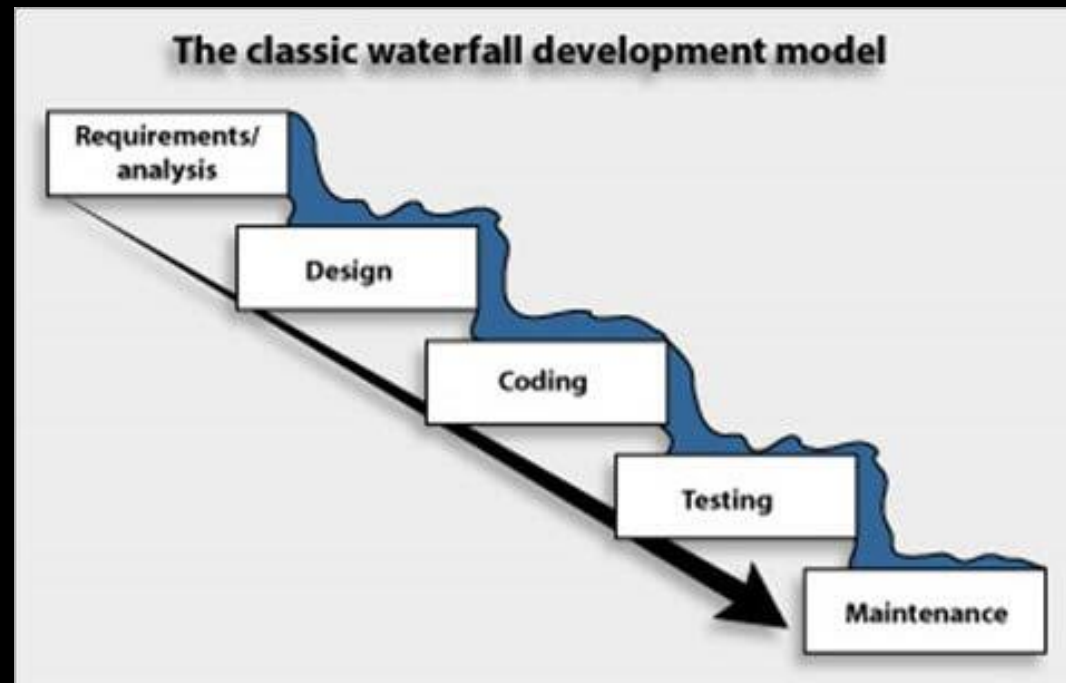 The classic waterfall development model
Requirements/
analysis
Design
Coding
Testing
Maintenance